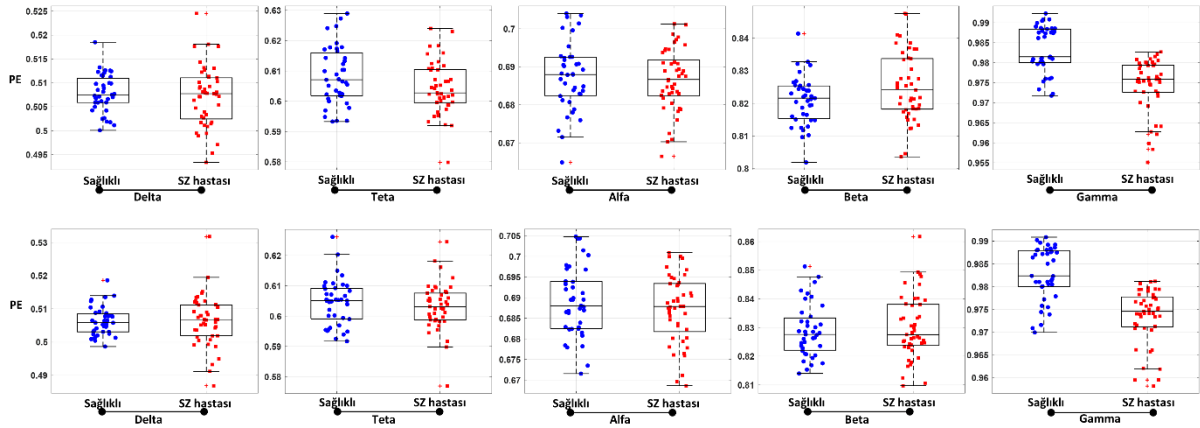 0.525
0.52
0.515
0.51
0.505
0.5
0.495
PE
Sağlıklı SZ hastası
Delta
0.63
0.62
0.61
0.6
0.59
0.58
Sağlıklı SZ hastası
Teta
0.7
0.69
0.68
0.67
Sağlıklı SZ hastası
Alfa
0.84
0.83
0.82
0.81
0.8
Sağlıklı SZ hastası
Beta
0.99
0.985
0.98
0.975
0.97
0.965
0.96
0.955
Sağlıklı SZ hastası
Gamma
0.53
0.52
0.51
0.5
0.49
PE
Sağlıklı SZ hastası
Delta
0.62
0.61
0.6
0.59
0.58
Sağlıklı SZ hastası
Teta
0.705
0.7
0.695
0.69
0.685
0.68
0.675
0.67
Sağlıklı SZ hastası
Alfa
0.86
0.85
0.84
0.83
0.82
0.81
Sağlıklı SZ hastası
Beta
0.99
0.985
0.98
0.975
0.97
0.965
0.96
Sağlıklı SZ hastası
Gamma